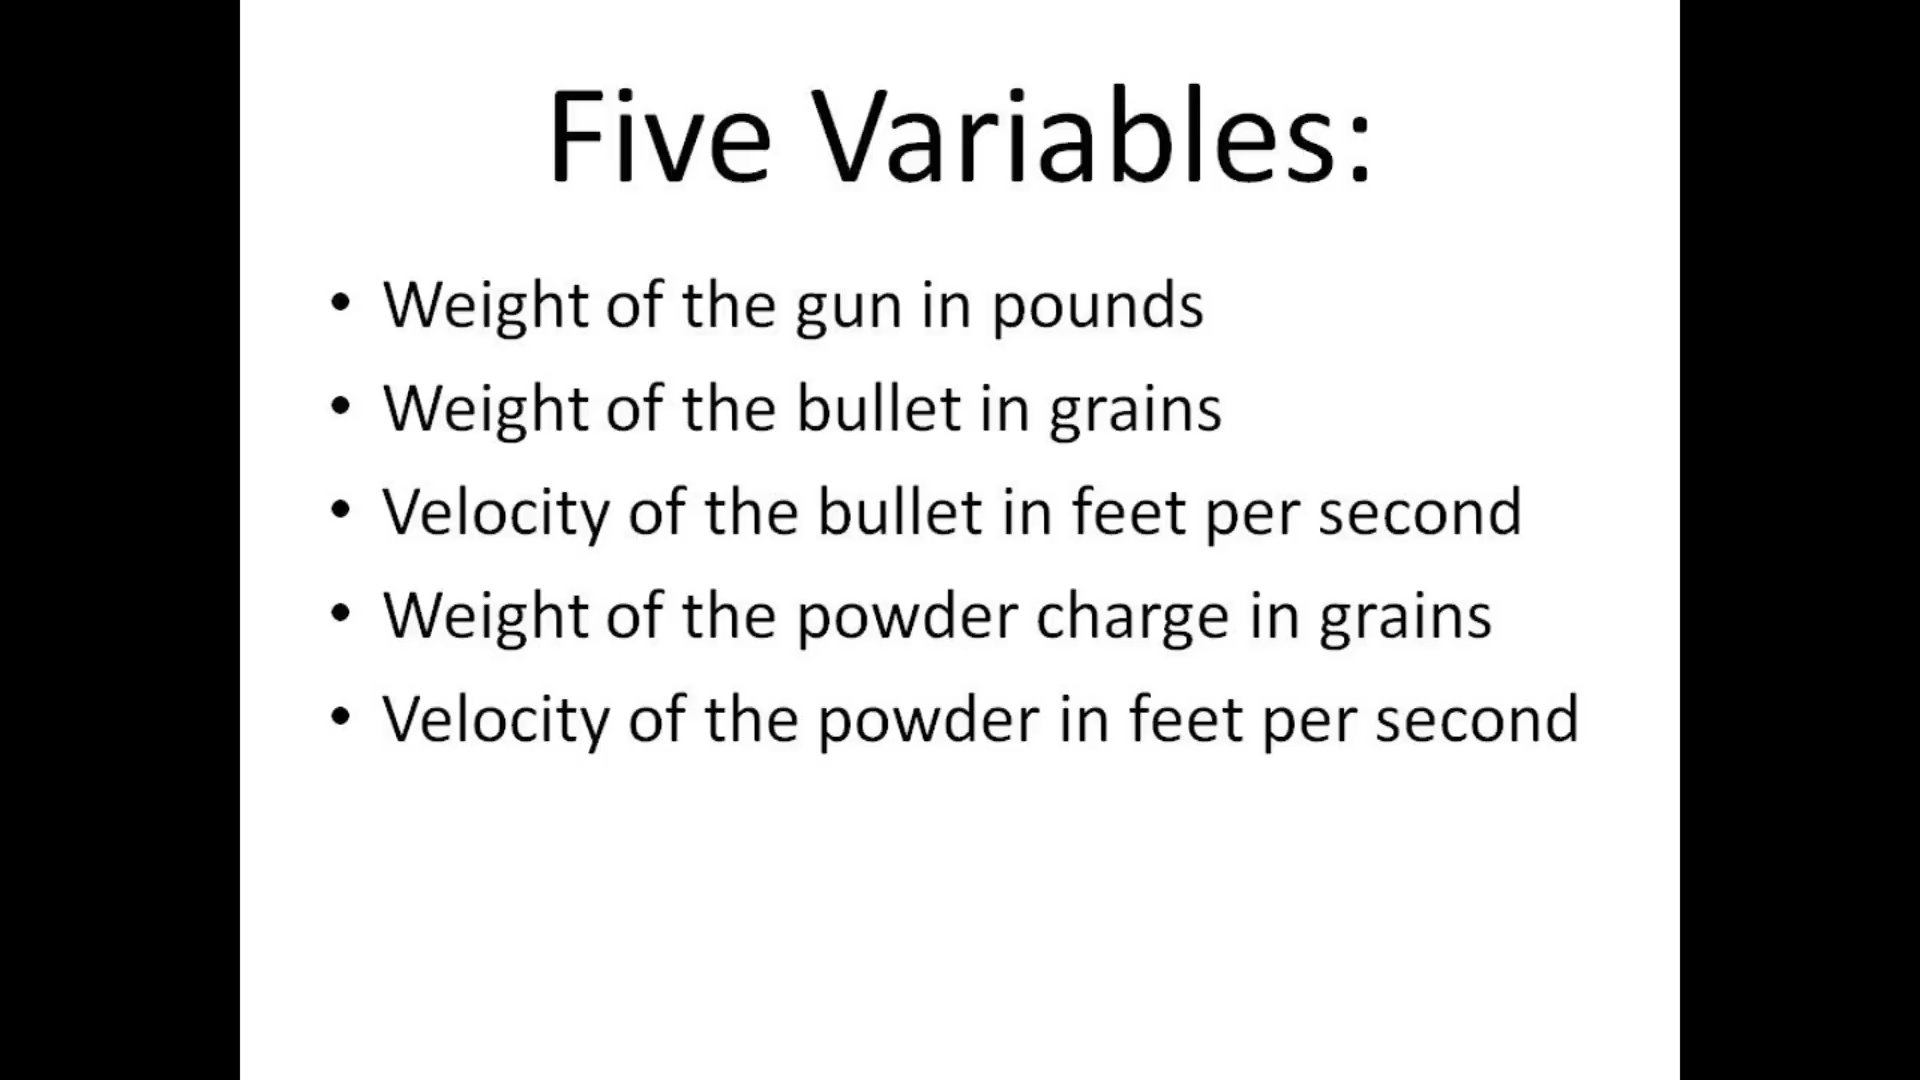 Five Variables:
• Weight of the gun in pounds
• Weight of the bullet in grains
• Velocity of the bullet in feet per second
• Weight of the powder charge in grains
• Velocity of the powder in feet per second